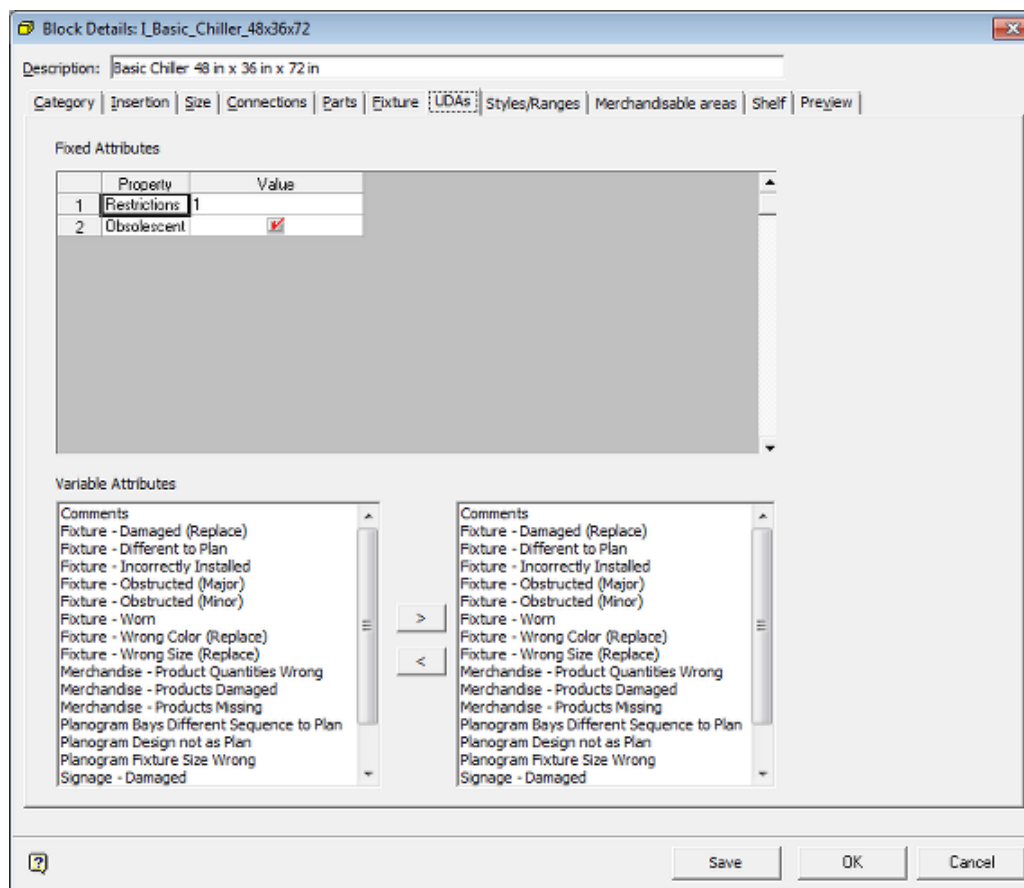 Block Details: I_Basic_Chiller_48x36x72
Description: Basic Chiller 48 in x 36 in x 72 in
Category Insertion Size Connections Parts Fixture UDAs Styles/Ranges Merchandisable areas Shelf Preview
Fixed Attributes
Property Value
1 Restrictions 1
2 Obsolescent
Variable Attributes
Comments
Fixture - Damaged (Replace)
Fixture - Different to Plan
Fixture - Incorrectly Installed
Fixture - Obstructed (Major)
Fixture - Obstructed (Minor)
Fixture - Worn
Fixture - Wrong Color (Replace)
Fixture - Wrong Size (Replace)
Merchandise - Product Quantities Wrong
Merchandise - Products Damaged
Merchandise - Products Missing
Planogram Bays Different Sequence to Plan
Planogram Design not as Plan
Planogram Fixture Size Wrong
Signage - Damaged
>
<
Comments
Fixture - Damaged (Replace)
Fixture - Different to Plan
Fixture - Incorrectly Installed
Fixture - Obstructed (Major)
Fixture - Obstructed (Minor)
Fixture - Worn
Fixture - Wrong Color (Replace)
Fixture - Wrong Size (Replace)
Merchandise - Product Quantities Wrong
Merchandise - Products Damaged
Merchandise - Products Missing
Planogram Bays Different Sequence to Plan
Planogram Design not as Plan
Planogram Fixture Size Wrong
Signage - Damaged
? Save OK Cancel